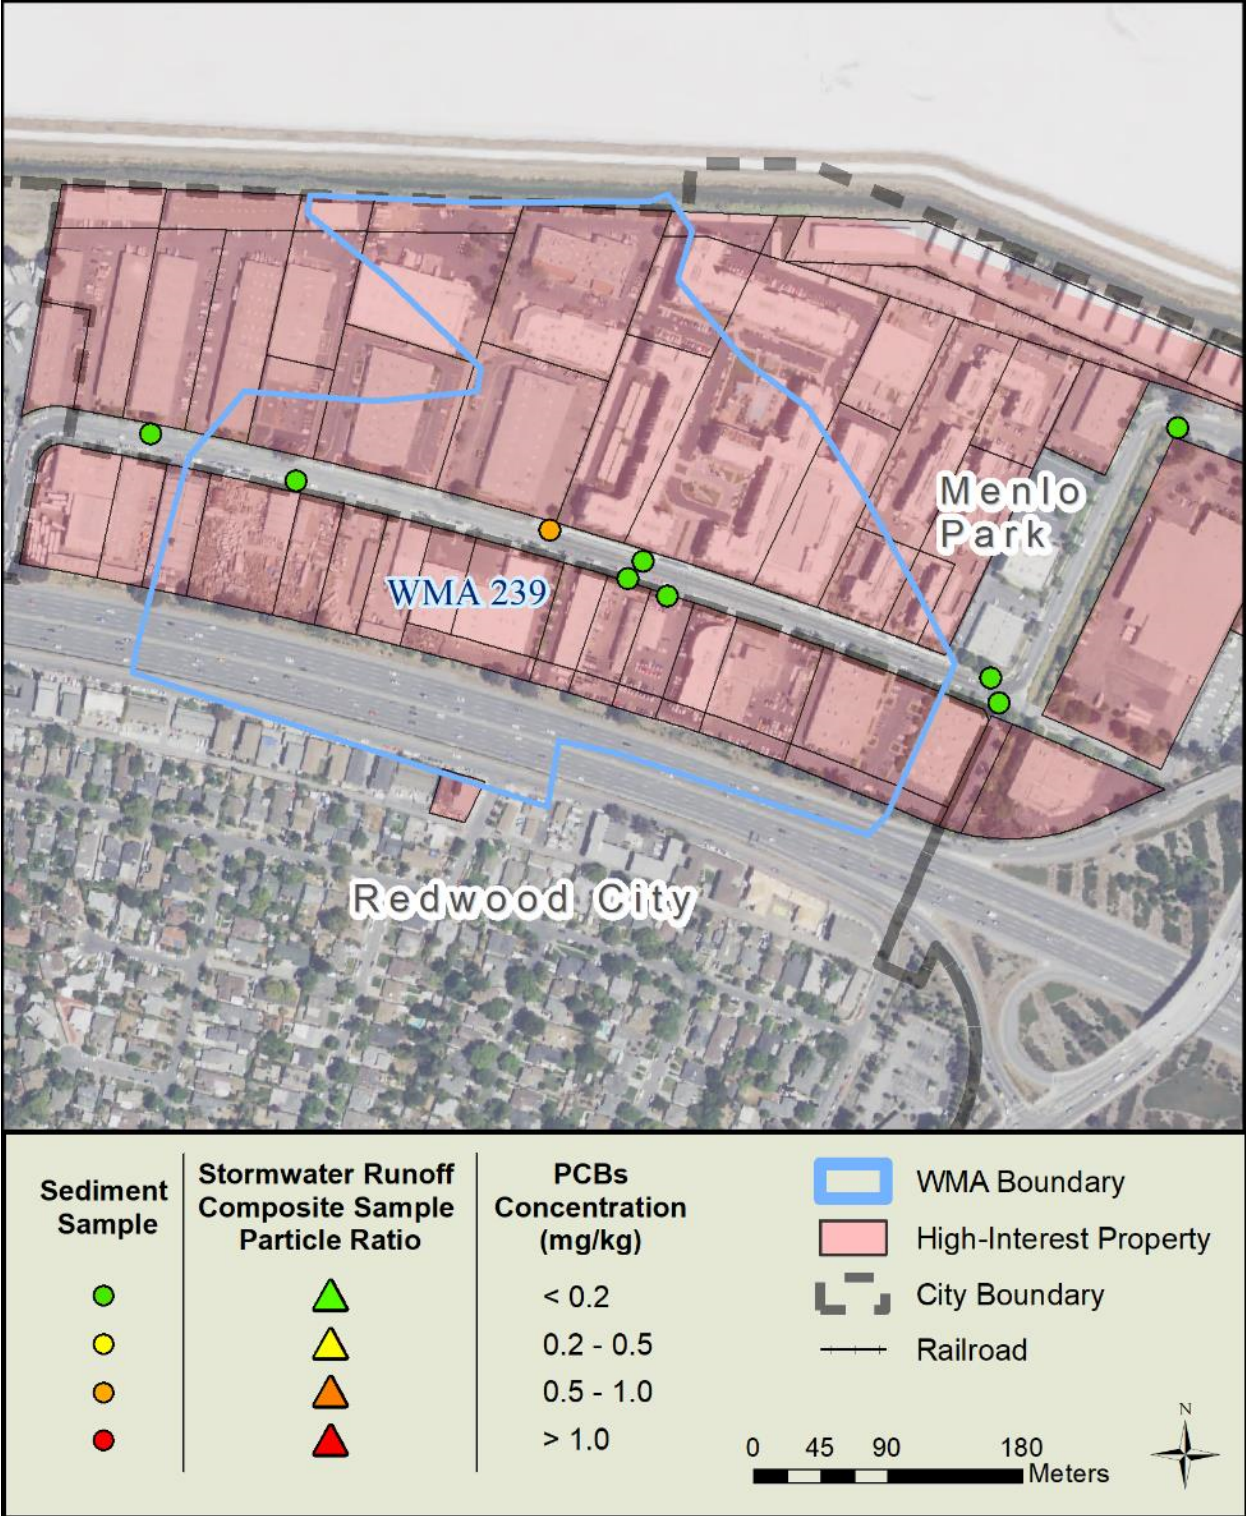 Menlo
Park
WMA 239
Redwood City
Sediment
Sample
Stormwater Runoff
Composite Sample
Particle Ratio
PCBs
Concentration
(mg/kg)
< 0.2
0.2 - 0.5
0.5 - 1.0
> 1.0
WMA Boundary
High-Interest Property
City Boundary
Railroad
N
0 45 90 180
Meters